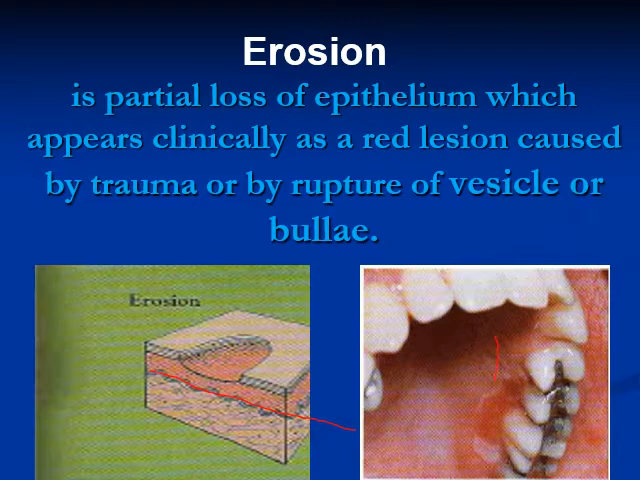 Erosion
is partial loss of epithelium which
appears clinically as a red lesion caused
by trauma or by rupture of vesicle or
bullae.
Erosion